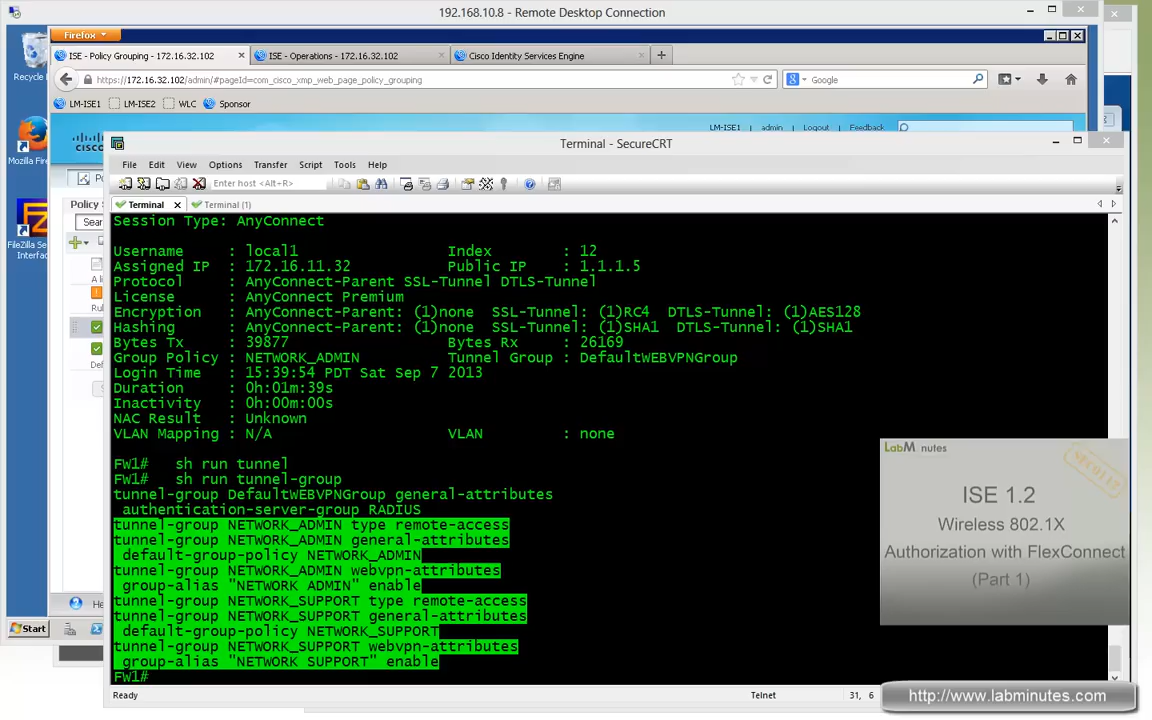 192.168.10.8 - Remote Desktop Connection
Firefox
Recycle
ISE - Policy Grouping - 172.16.32.102
ISE - Operations - 172.16.32.102
Cisco Identity Services Engine
https://172.16.32.102/admin/#pageId=com_cisco_xmp_web_page_policy_grouping
Google
LM-ISE1 LM-ISE2 WLC Sponsor
LM-ISE1 admin Logout Feedback
Mozilla Fire
Terminal - SecureCRT
File Edit View Options Transfer Script Tools Help
Enter host <Alt+R>
Policy S
Sear
Terminal
Terminal (1)
FileZilla Se
Interfac
Session Type: AnyConnect
Username : local1 Index : 12
Assigned IP : 172.16.11.32 Public IP : 1.1.1.5
Protocol : AnyConnect-Parent SSL-Tunnel DTLS-Tunnel
License : AnyConnect Premium
Encryption : AnyConnect-Parent: (1)none SSL-Tunnel: (1)RC4 DTLS-Tunnel: (1)AES128
Hashing : AnyConnect-Parent: (1)none SSL-Tunnel: (1)SHA1 DTLS-Tunnel: (1)SHA1
Bytes Tx : 39877 Bytes Rx : 26169
Group Policy : NETWORK_ADMIN Tunnel Group : DefaultWEBVPNGroup
Login Time : 15:39:54 PDT Sat Sep 7 2013
Duration : 0h:01m:39s
Inactivity : 0h:00m:00s
NAC Result : Unknown
VLAN Mapping : N/A VLAN : none
FW1# sh run tunnel
FW1# sh run tunnel-group
tunnel-group DefaultWEBVPNGroup general-attributes
authentication-server-group RADIUS
tunnel-group NETWORK_ADMIN type remote-access
tunnel-group NETWORK_ADMIN general-attributes
default-group-policy NETWORK_ADMIN
tunnel-group NETWORK_ADMIN webvpn-attributes
group-alias "NETWORK ADMIN" enable
tunnel-group NETWORK_SUPPORT type remote-access
tunnel-group NETWORK_SUPPORT general-attributes
default-group-policy NETWORK_SUPPORT
tunnel-group NETWORK_SUPPORT webvpn-attributes
group-alias "NETWORK SUPPORT" enable
FW1#
Start
Ready Telnet 31, 6
LabM nutes
ISE 1.2
Wireless 802.1X
Authorization with FlexConnect
(Part 1)
http://www.labminutes.com